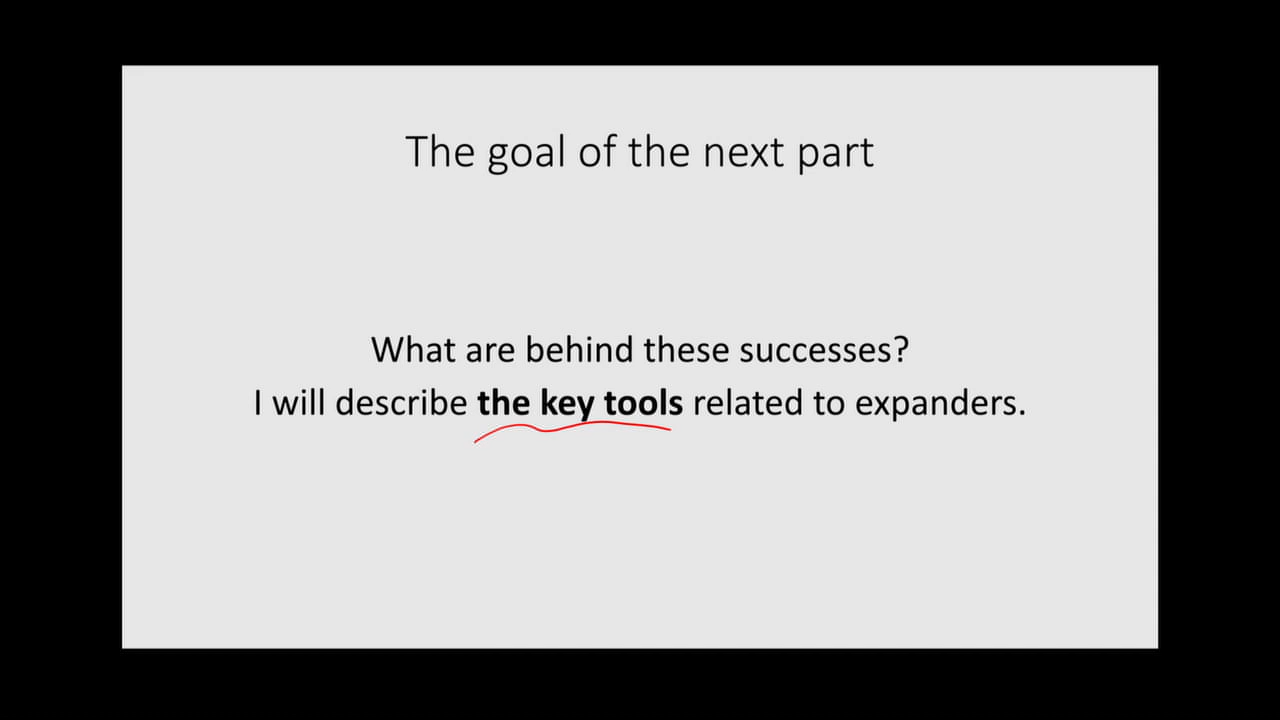 The goal of the next part
What are behind these successes?
I will describe the key tools related to expanders.